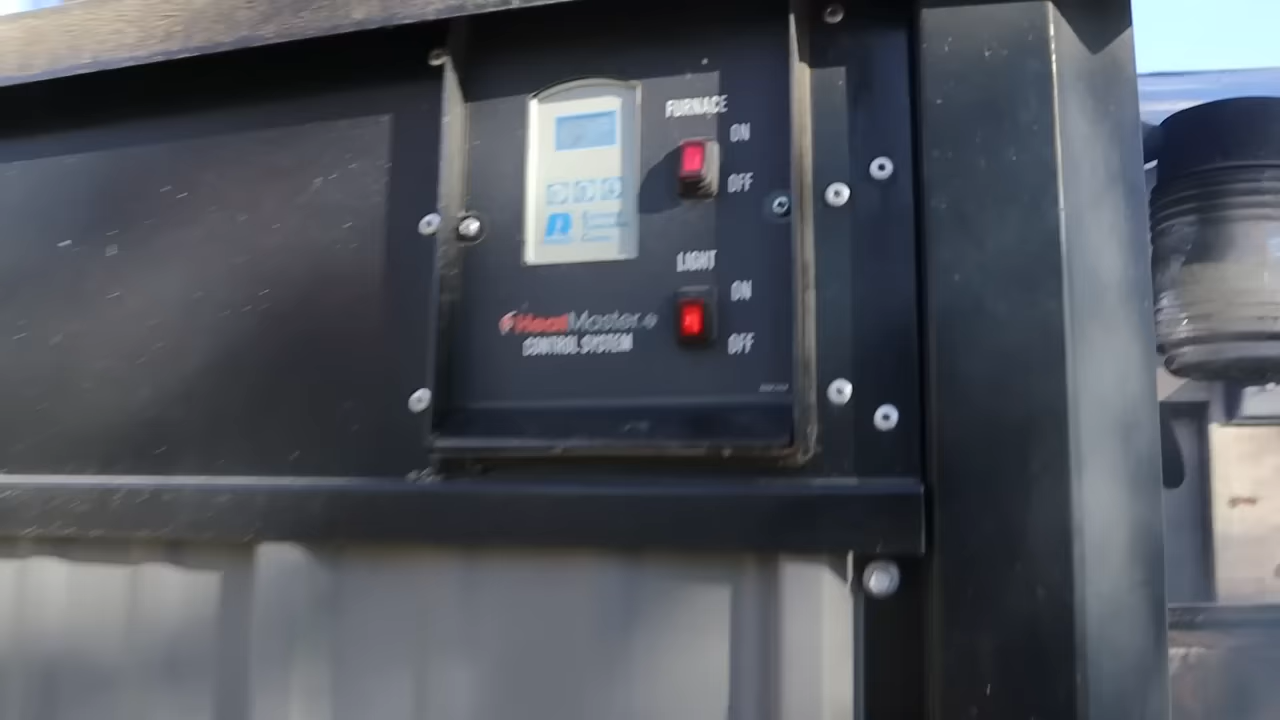 FURNACE
ON
OFF
LIGHT
ON
OFF
HeatMaster
CONTROL SYSTEM